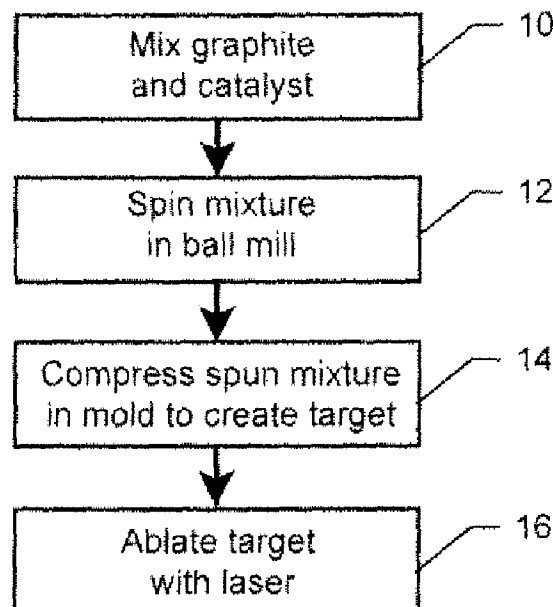 Mix graphite
and catalyst
10
Spin mixture
in ball mill
12
Compress spun mixture
in mold to create target
14
Ablate target
with laser
16